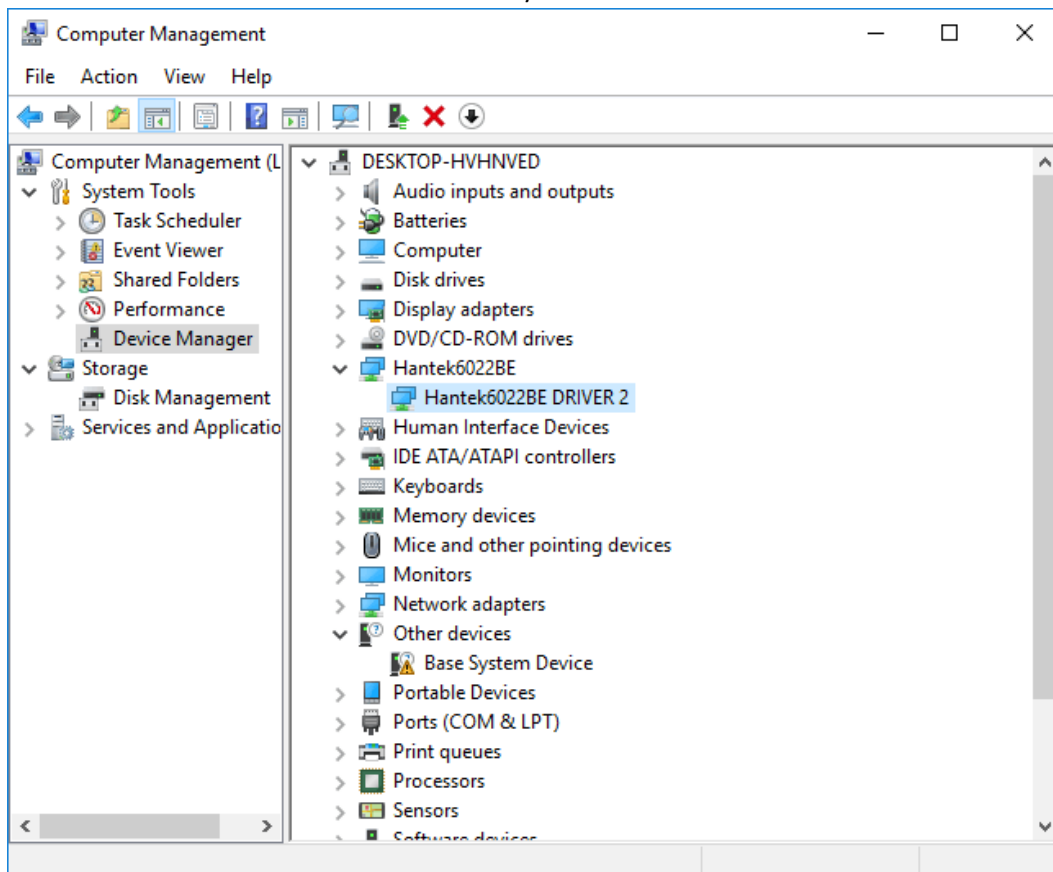 Computer Management
File Action View Help
Computer Management (L
System Tools
Task Scheduler
Event Viewer
Shared Folders
Performance
Device Manager
Storage
Disk Management
Services and Applicatio
DESKTOP-HVHNVED
Audio inputs and outputs
Batteries
Computer
Disk drives
Display adapters
DVD/CD-ROM drives
Hantek6022BE
Hantek6022BE DRIVER 2
Human Interface Devices
IDE ATA/ATAPI controllers
Keyboards
Memory devices
Mice and other pointing devices
Monitors
Network adapters
Other devices
Base System Device
Portable Devices
Ports (COM & LPT)
Print queues
Processors
Sensors
Software devices